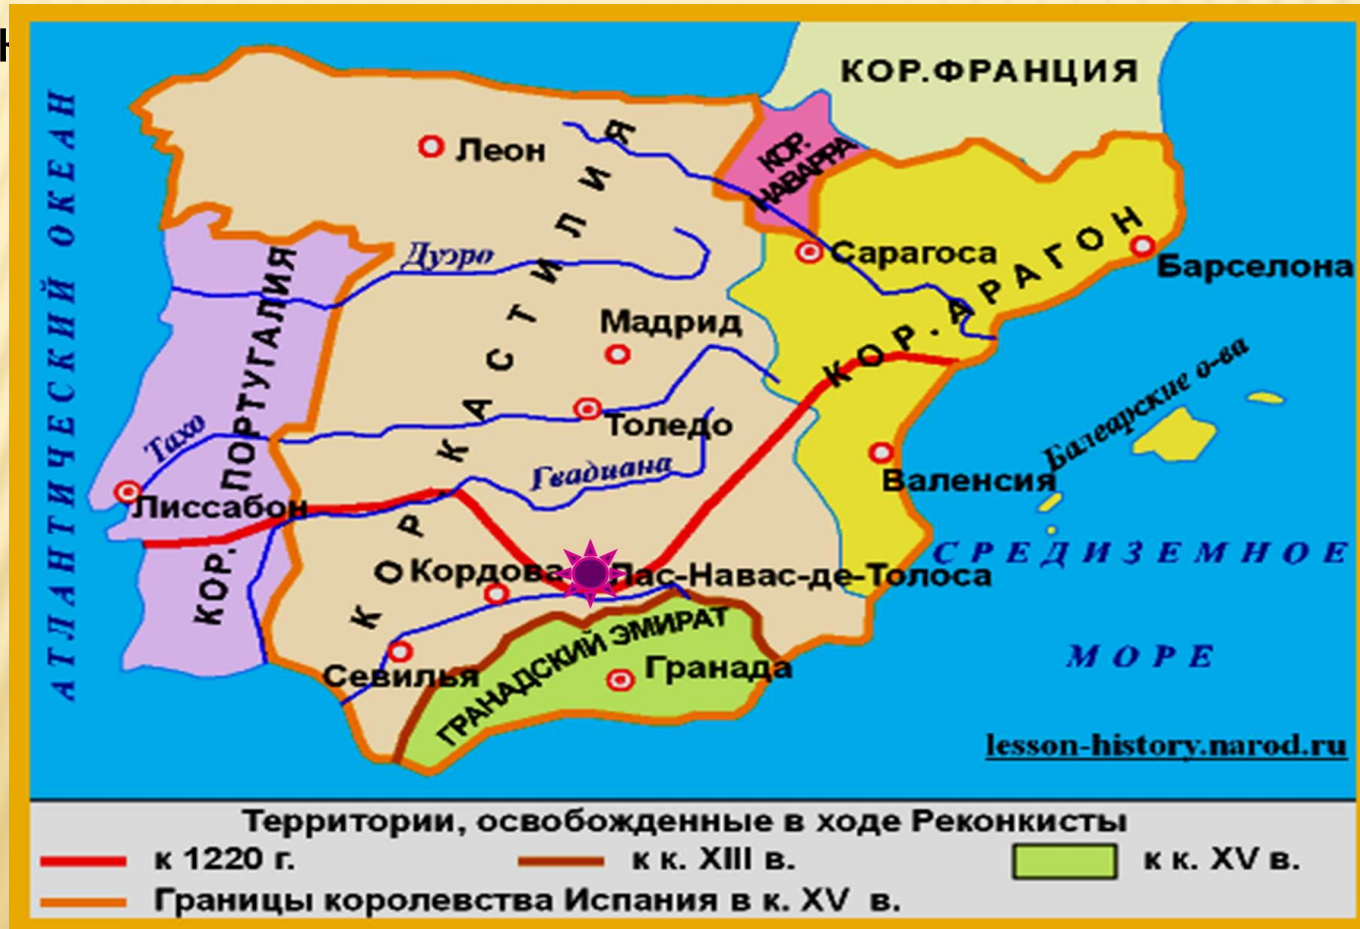 КОР.ФРАНЦИЯ
АТЛАНТИЧЕСКИЙ ОКЕАН
Леон
КОР.
НАВАРРА
КОР. КАСТИЛИЯ
Дуэро
Сарагоса
КОР. АРАГОН
Барселона
КОР. ПОРТУГАЛИЯ
Мадрид
Тахо
Толедо
Балеарские о-ва
Гвадиана
Валенсия
Лиссабон
СРЕДИЗЕМНОЕ
МОРЕ
Кордова
Лас-Навас-де-Толоса
Севилья
ГРАНАДСКИЙ ЭМИРАТ
Гранада
lesson-history.narod.ru
Территории, освобожденные в ходе Реконкисты
к 1220 г.
к к. XIII в.
к к. XV в.
Границы королевства Испания в к. XV в.